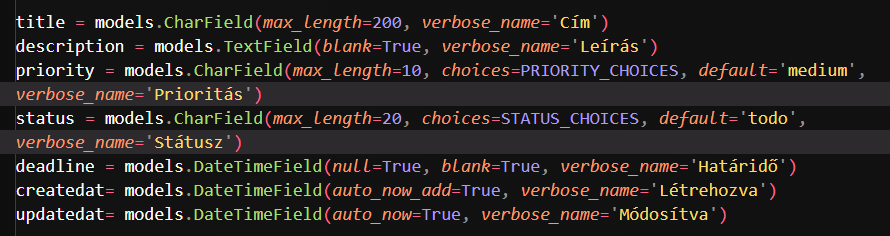 title = models.CharField(max_length=200, verbose_name='Cím')
description = models.TextField(blank=True, verbose_name='Leírás')
priority = models.CharField(max_length=10, choices=PRIORITY_CHOICES, default='medium',
verbose_name='Prioritás')
status = models.CharField(max_length=20, choices=STATUS_CHOICES, default='todo',
verbose_name='Státusz')
deadline = models.DateTimeField(null=True, blank=True, verbose_name='Határidő')
createdat= models.DateTimeField(auto_now_add=True, verbose_name='Létrehozva')
updatedat= models.DateTimeField(auto_now=True, verbose_name='Módosítva')